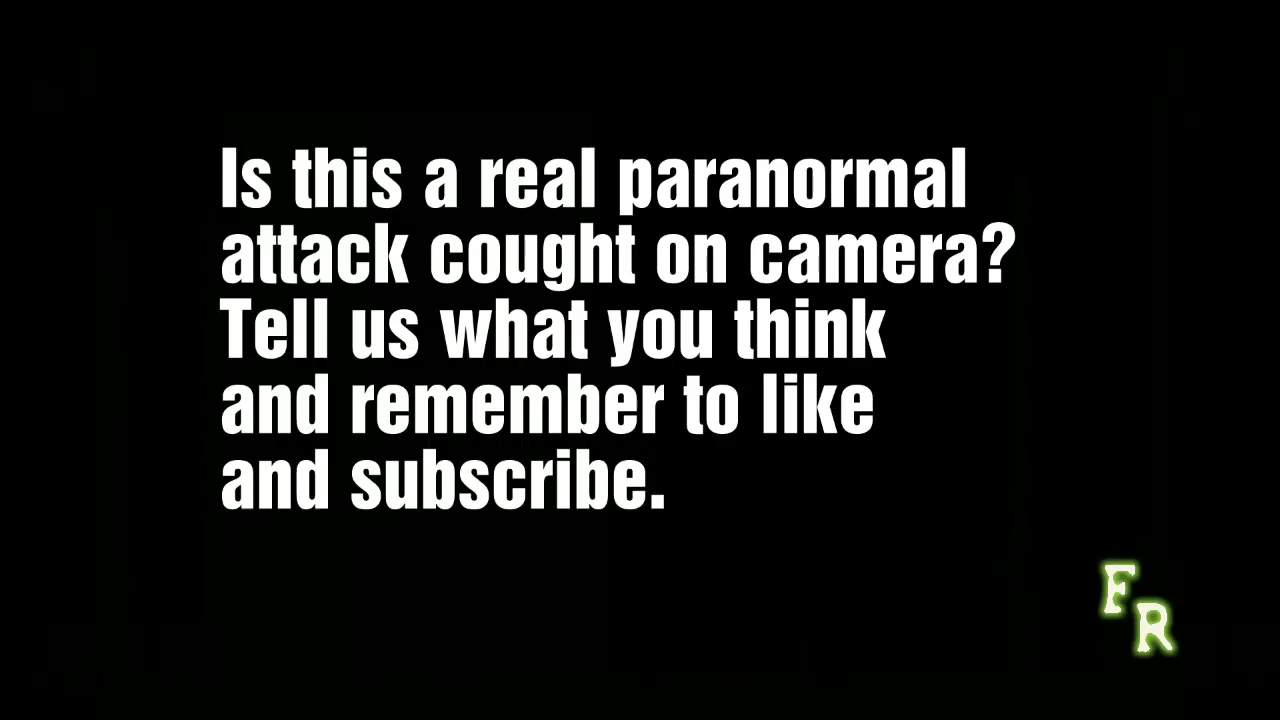 Is this a real paranormal
attack cought on camera?
Tell us what you think
and remember to like
and subscribe.
F
R